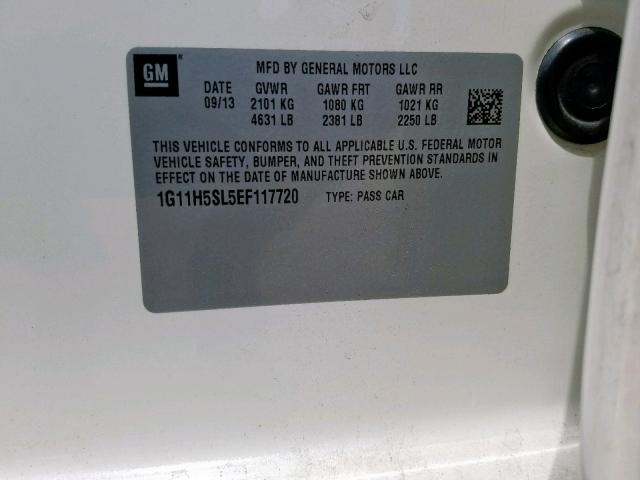 GM
MFD BY GENERAL MOTORS LLC
DATE GVWR GAWR FRT GAWR RR
09/13 2101 KG 1080 KG 1021 KG
4631 LB 2381 LB 2250 LB
THIS VEHICLE CONFORMS TO ALL APPLICABLE U.S. FEDERAL MOTOR
VEHICLE SAFETY, BUMPER, AND THEFT PREVENTION STANDARDS IN
EFFECT ON THE DATE OF MANUFACTURE SHOWN ABOVE.
1G11H5SL5EF117720 TYPE: PASS CAR